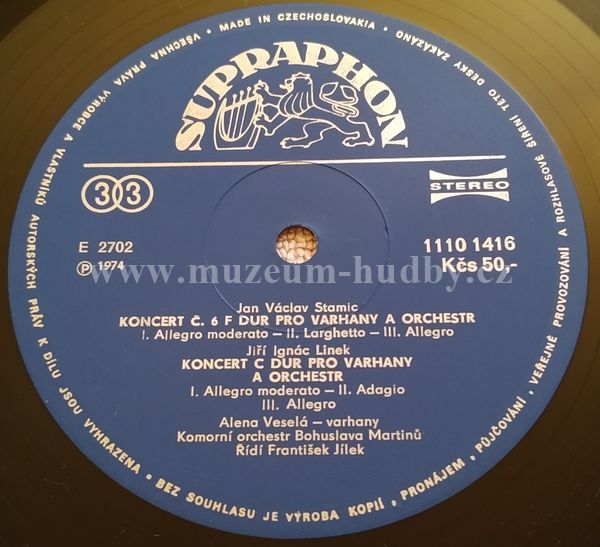 SUPRAPHON
33
STEREO
E 2702
1110 1416
Ⓟ 1974
Kčs 50,-
www.muzeum-hudby.cz
Jan Václav Stamic
KONCERT Č. 6 F DUR PRO VARHANY A ORCHESTR
I. Allegro moderato – II. Larghetto – III. Allegro
Jiří Ignác Linek
KONCERT C DUR PRO VARHANY
A ORCHESTR
I. Allegro moderato – II. Adagio
III. Allegro
Alena Veselá – varhany
Komorní orchestr Bohuslava Martinů
Řídí František Jílek
• MADE IN CZECHOSLOVAKIA • VŠECHNA PRÁVA VÝROBCE A VLASTNÍKŮ AUTORSKÝCH PRÁV K DÍLU JSOU VYHRAZENA • BEZ SOUHLASU JE VÝROBA KOPIÍ, PRONÁJEM, PŮJČOVÁNÍ, VEŘEJNÉ PROVOZOVÁNÍ A ROZHLASOVÉ ŠÍŘENÍ TÉTO DESKY ZAKÁZÁNO